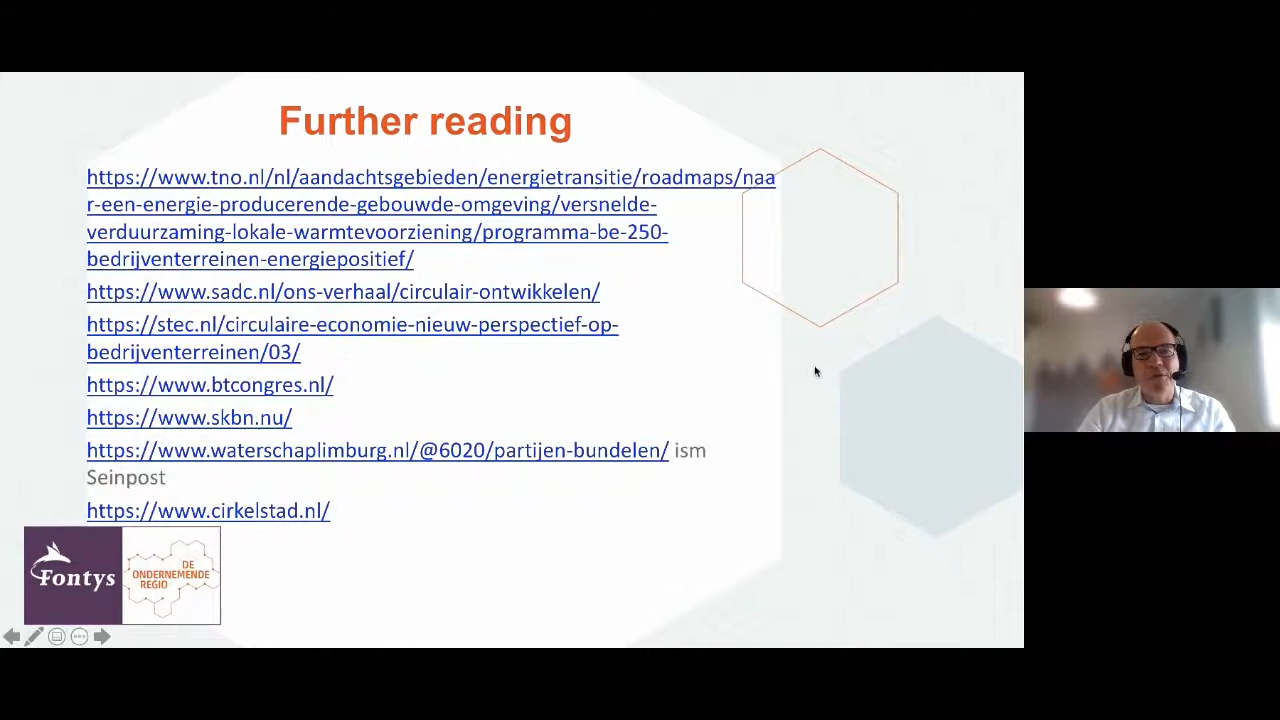 Further reading
https://www.tno.nl/nl/aandachtsgebieden/energietransitie/roadmaps/naa
r-een-energie-producerende-gebouwde-omgeving/versnelde-
verduurzaming-lokale-warmtevoorziening/programma-be-250-
bedrijventerreinen-energiepositief/
https://www.sadc.nl/ons-verhaal/circulair-ontwikkelen/
https://stec.nl/circulaire-economie-nieuw-perspectief-op-
bedrijventerreinen/03/
https://www.btcongres.nl/
https://www.skbn.nu/
https://www.waterschaplimburg.nl/@6020/partijen-bundelen/ ism
Seinpost
https://www.cirkelstad.nl/
Fontys
DE
ONDERNEMENDE
REGIO